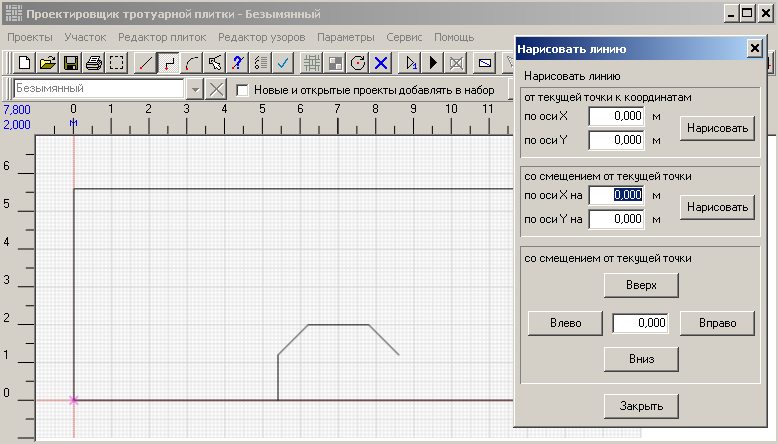 Проектировщик тротуарной плитки - Безымянный
Проекты Участок Редактор плиток Редактор узоров Параметры Сервис Помощь
Безымянный Новые и открытые проекты добавлять в набор
7,800 0 1 2 3 4 5 6 7 8 9 10 11
2,000 м
6
5
4
3
2
1
0
Нарисовать линию
Нарисовать линию
от текущей точки к координатам
по оси X 0,000 м
Нарисовать
по оси Y 0,000 м
со смещением от текущей точки
по оси X на 0,000 м
Нарисовать
по оси Y на 0,000 м
со смещением от текущей точки
Вверх
Влево 0,000 Вправо
Вниз
Закрыть